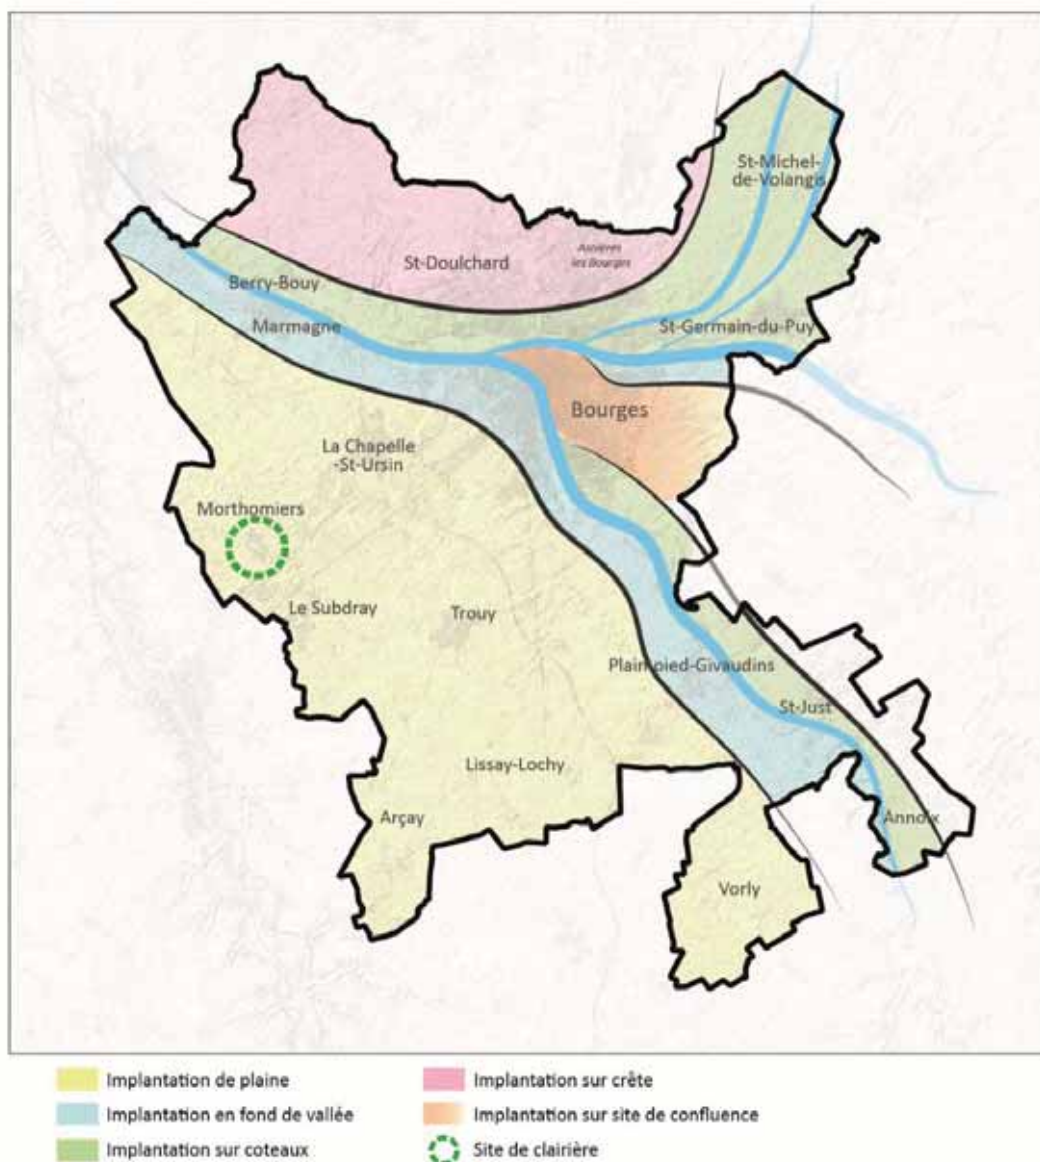 St-Michel-
de-Volangis
Asnières
les Bourges
St-Doulchard
Berry-Bouy
Marmagne
St-Germain-du-Puy
Bourges
La Chapelle
-St-Ursin
Morthomiers
Le Subdray
Trouy
Plaimpied-Givaudins
St-Just
Lissay-Lochy
Arçay
Annoix
Vorly
Implantation de plaine
Implantation en fond de vallée
Implantation sur coteaux
Implantation sur crête
Implantation sur site de confluence
Site de clairière